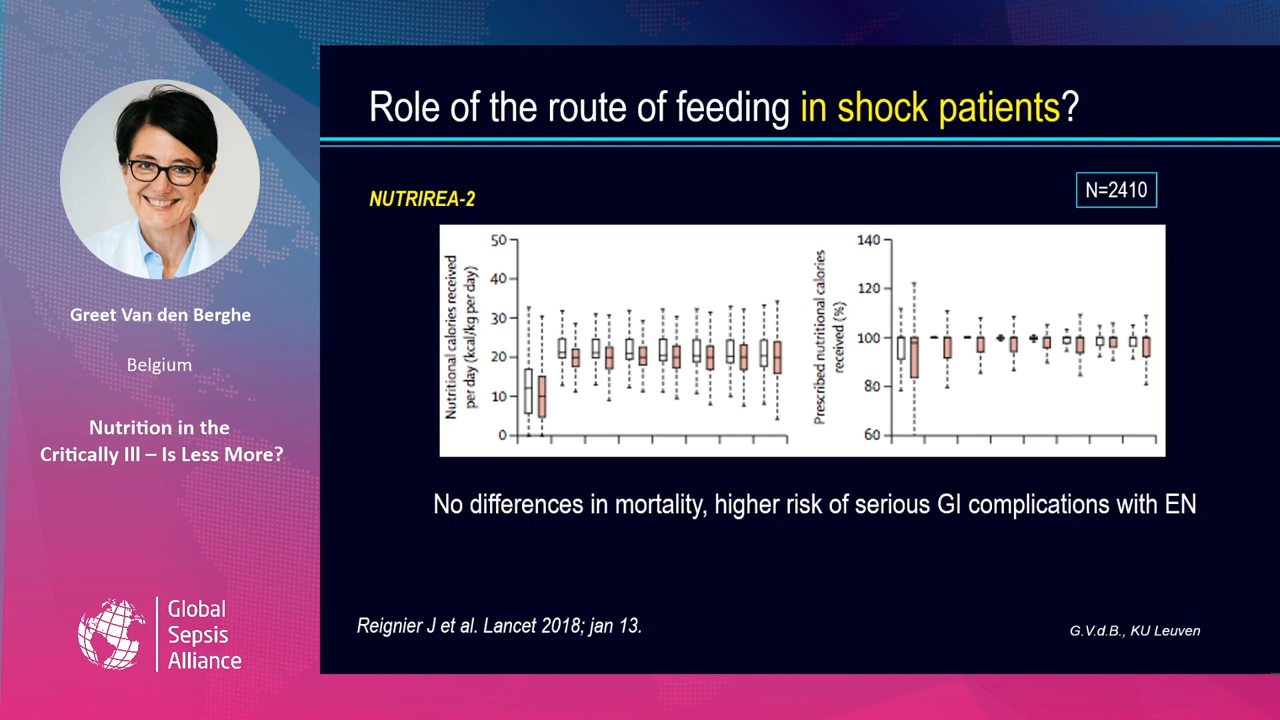 Role of the route of feeding in shock patients?
NUTRIREA-2
N=2410
Nutritional calories received
per day (kcal/kg per day)
50
40
30
20
10
0
Prescribed nutritional calories
received (%)
140
120
100
80
60
No differences in mortality, higher risk of serious GI complications with EN
Reignier J et al. Lancet 2018; jan 13.
G.V.d.B., KU Leuven
Greet Van den Berghe
Belgium
Nutrition in the
Critically Ill – Is Less More?
Global
Sepsis
Alliance